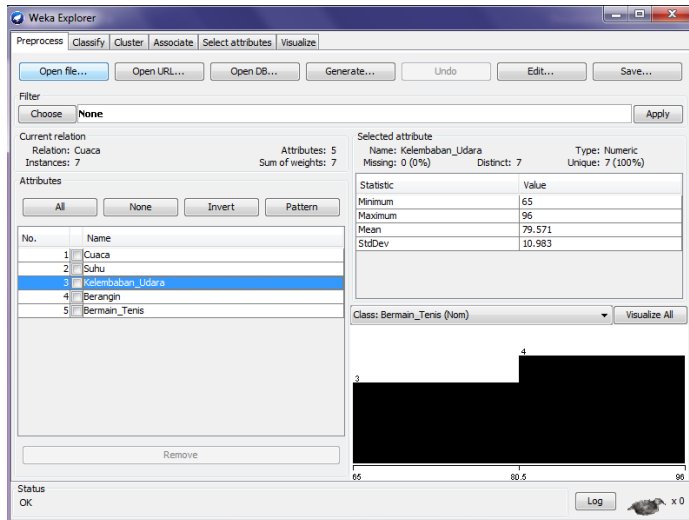 Weka Explorer
Preprocess Classify Cluster Associate Select attributes Visualize
Open file... Open URL... Open DB... Generate... Undo Edit... Save...
Filter
Choose None Apply
Current relation
Relation: Cuaca Attributes: 5
Instances: 7 Sum of weights: 7
Attributes
All None Invert Pattern
No. Name
1 Cuaca
2 Suhu
3 Kelembaban_Udara
4 Berangin
5 Bermain_Tenis
Remove
Selected attribute
Name: Kelembaban_Udara Type: Numeric
Missing: 0 (0%) Distinct: 7 Unique: 7 (100%)
Statistic Value
Minimum 65
Maximum 96
Mean 79.571
StdDev 10.983
Class: Bermain_Tenis (Nom) Visualize All
4
3
65 80.5 96
Status
OK Log x 0